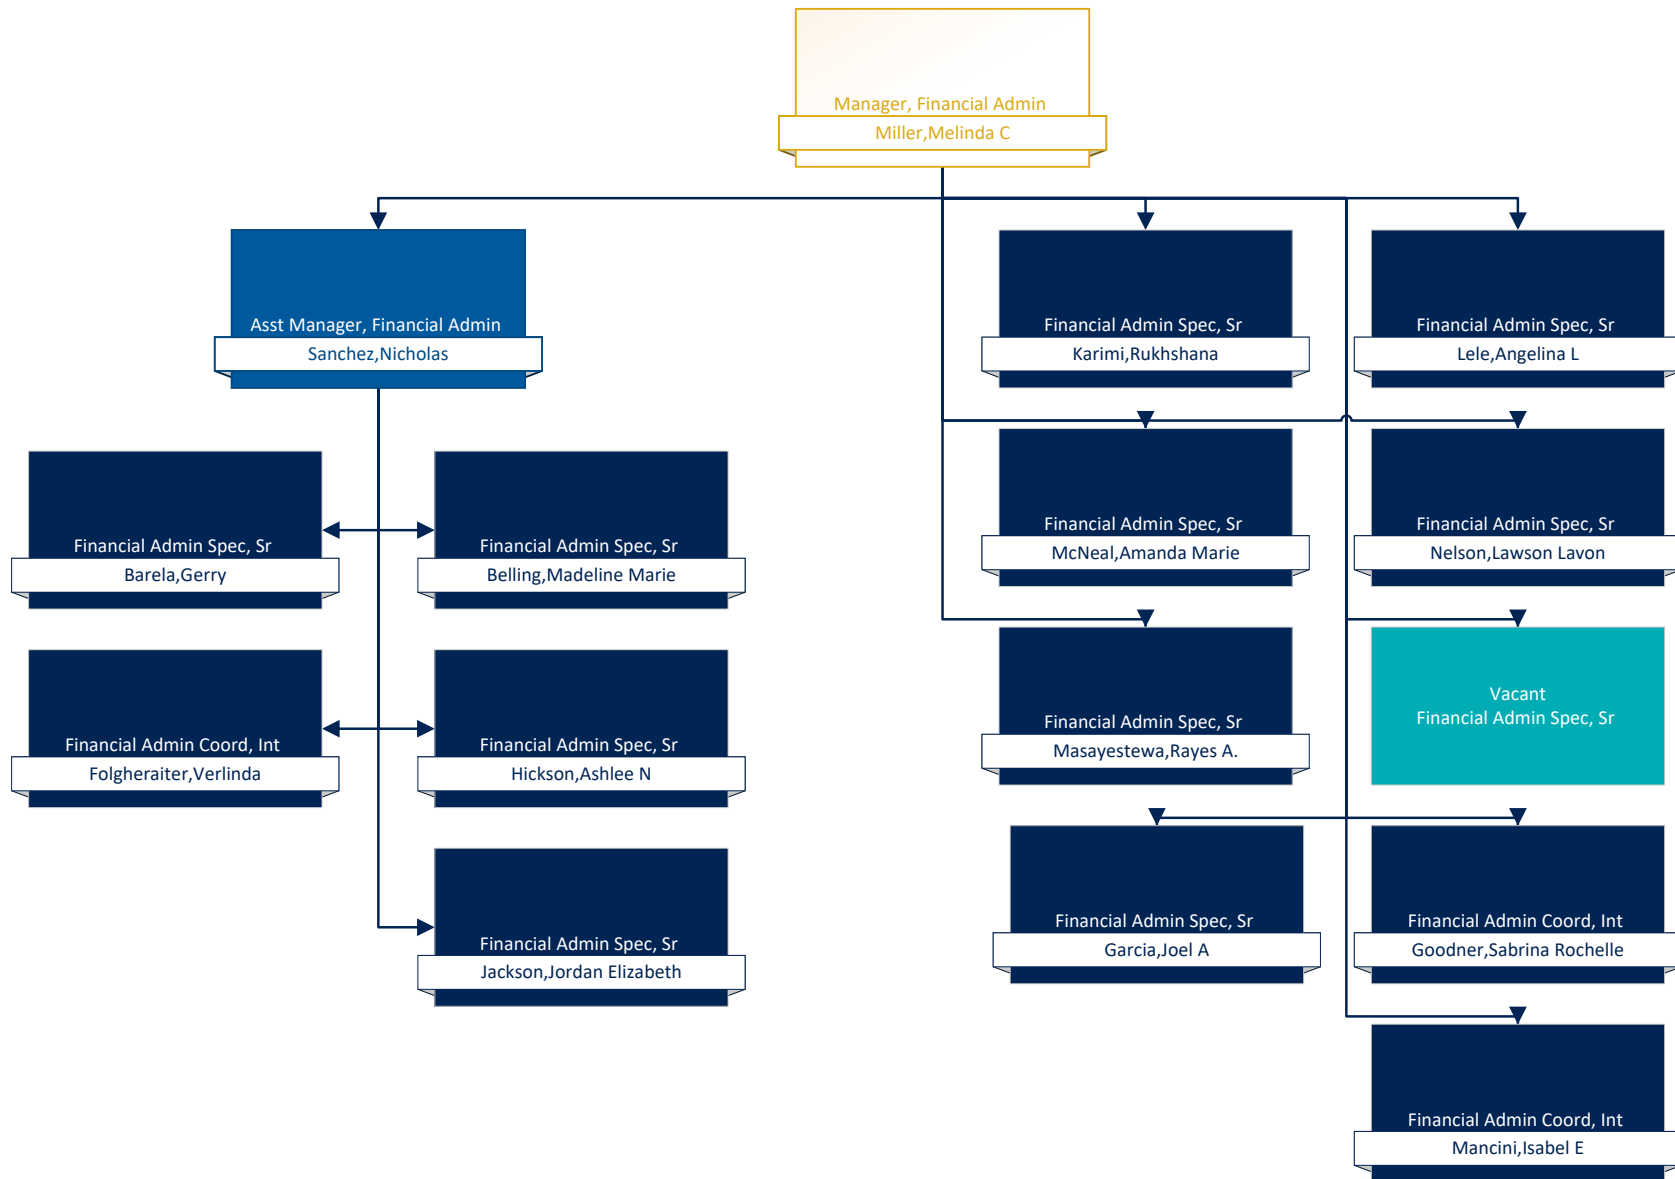 Manager, Financial Admin
Miller,Melinda C
Asst Manager, Financial Admin
Sanchez,Nicholas
Financial Admin Spec, Sr
Karimi,Rukhshana
Financial Admin Spec, Sr
Lele,Angelina L
Financial Admin Spec, Sr
Barela,Gerry
Financial Admin Spec, Sr
Belling,Madeline Marie
Financial Admin Spec, Sr
McNeal,Amanda Marie
Financial Admin Spec, Sr
Nelson,Lawson Lavon
Financial Admin Coord, Int
Folgheraiter,Verlinda
Financial Admin Spec, Sr
Hickson,Ashlee N
Financial Admin Spec, Sr
Masayestewa,Rayes A.
Vacant
Financial Admin Spec, Sr
Financial Admin Spec, Sr
Jackson,Jordan Elizabeth
Financial Admin Spec, Sr
Garcia,Joel A
Financial Admin Coord, Int
Goodner,Sabrina Rochelle
Financial Admin Coord, Int
Mancini,Isabel E